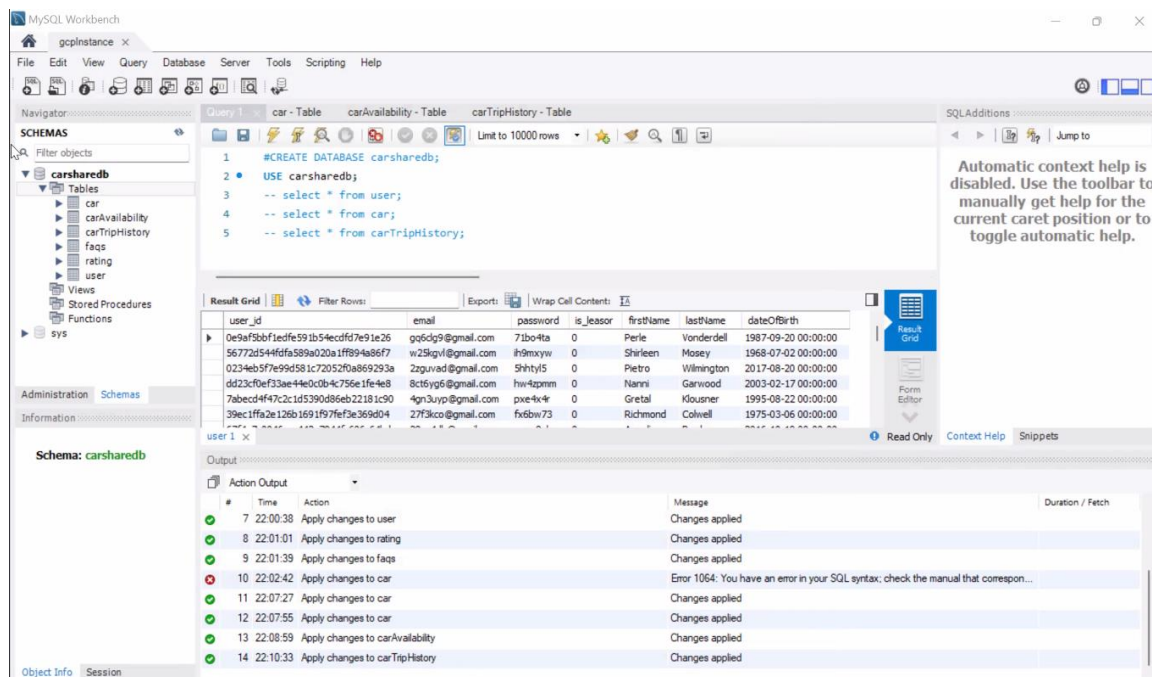 MySQL Workbench
gcpInstance
File Edit View Query Database Server Tools Scripting Help
Navigator
SCHEMAS
Filter objects
carsharedb
Tables
car
carAvailability
carTripHistory
faqs
rating
user
Views
Stored Procedures
Functions
sys
Administration Schemas
Information
Schema: carsharedb
Object Info Session
Query 1 car - Table carAvailability - Table carTripHistory - Table
Limit to 10000 rows
1 #CREATE DATABASE carsharedb;
2 USE carsharedb;
3 -- select * from user;
4 -- select * from car;
5 -- select * from carTripHistory;
Result Grid Filter Rows: Export: Wrap Cell Content:
user_id email password is_leasor firstName lastName dateOfBirth
0e9af5bbf1edfe591b54ecdfd7e91e26 gq6dg9@gmail.com 71bo4ta 0 Perle Vonderdell 1987-09-20 00:00:00
56772d544fdfa589a020a1ff894a86f7 w25kgvl@gmail.com ih9mxyw 0 Shirleen Mosey 1968-07-02 00:00:00
0234eb5f7e99d581c72052f0a869293a 2zguvad@gmail.com 5hhtyl5 0 Pietro Wilmington 2017-08-20 00:00:00
dd23cf0ef33ae44e0c0b4c756e1fe4e8 8ct6yg6@gmail.com hw4zpmm 0 Nanni Garwood 2003-02-17 00:00:00
7abecd4f47c2c1d5390d86eb22181c90 4gn3uyp@gmail.com pxe4x4r 0 Gretal Klousner 1995-08-22 00:00:00
39ec1ffa2e126b1691f97fef3e369d04 27f3kco@gmail.com fx6bw73 0 Richmond Colwell 1975-03-06 00:00:00
Result Grid
Form Editor
user 1
Read Only
SQLAdditions
Jump to
Automatic context help is
disabled. Use the toolbar to
manually get help for the
current caret position or to
toggle automatic help.
Context Help Snippets
Output
Action Output
# Time Action Message Duration / Fetch
7 22:00:38 Apply changes to user Changes applied
8 22:01:01 Apply changes to rating Changes applied
9 22:01:39 Apply changes to faqs Changes applied
10 22:02:42 Apply changes to car Error 1064: You have an error in your SQL syntax; check the manual that correspon...
11 22:07:27 Apply changes to car Changes applied
12 22:07:55 Apply changes to car Changes applied
13 22:08:59 Apply changes to carAvailability Changes applied
14 22:10:33 Apply changes to carTripHistory Changes applied